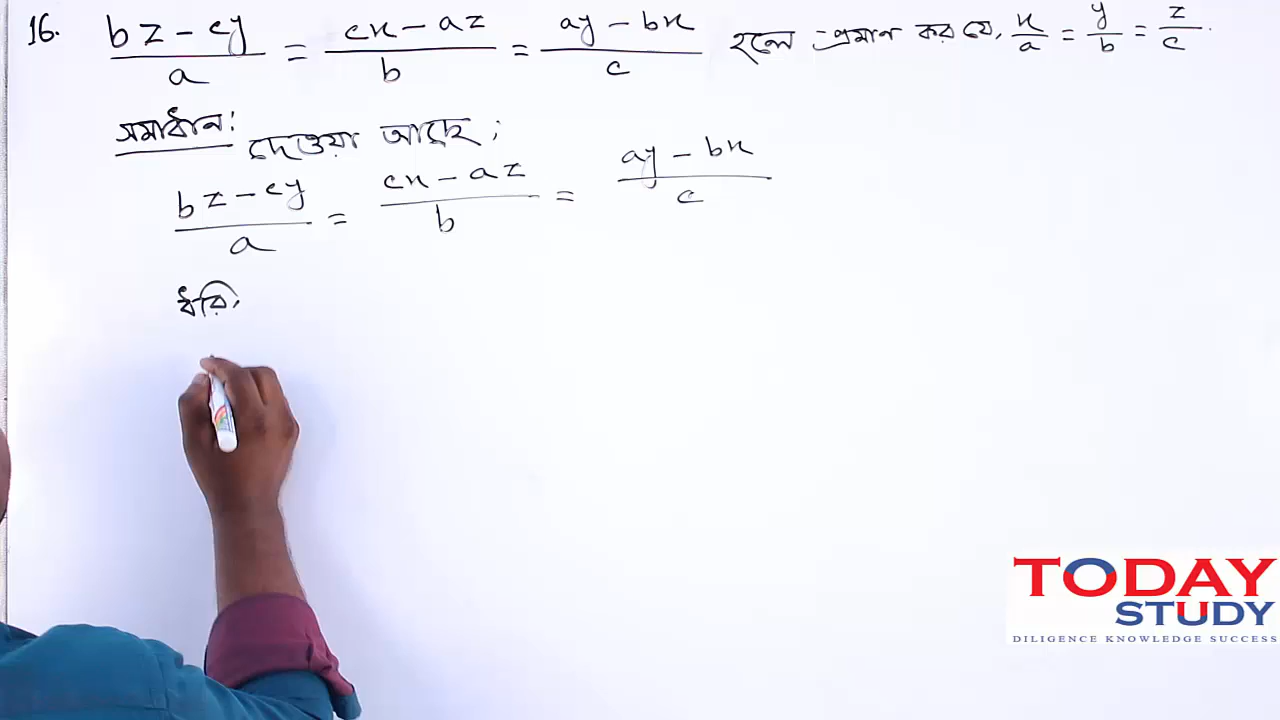 16. (bz - cy)/a = (cx - az)/b = (ay - bx)/c হলে প্রমাণ কর যে, x/a = y/b = z/c.
সমাধান: দেওয়া আছে;
(bz - cy)/a = (cx - az)/b = (ay - bx)/c
ধরি,
TODAY
STUDY
DILIGENCE KNOWLEDGE SUCCESS